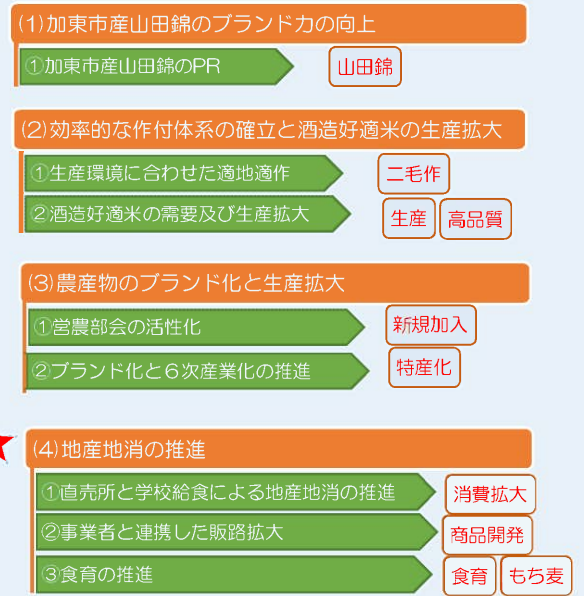 (1)加東市産山田錦のブランド力の向上
①加東市産山田錦のPR 山田錦
(2)効率的な作付体系の確立と酒造好適米の生産拡大
①生産環境に合わせた適地適作 二毛作
②酒造好適米の需要及び生産拡大 生産 高品質
(3)農産物のブランド化と生産拡大
①営農部会の活性化 新規加入
②ブランド化と６次産業化の推進 特産化
(4)地産地消の推進
①直売所と学校給食による地産地消の推進 消費拡大
②事業者と連携した販路拡大 商品開発
③食育の推進 食育 もち麦